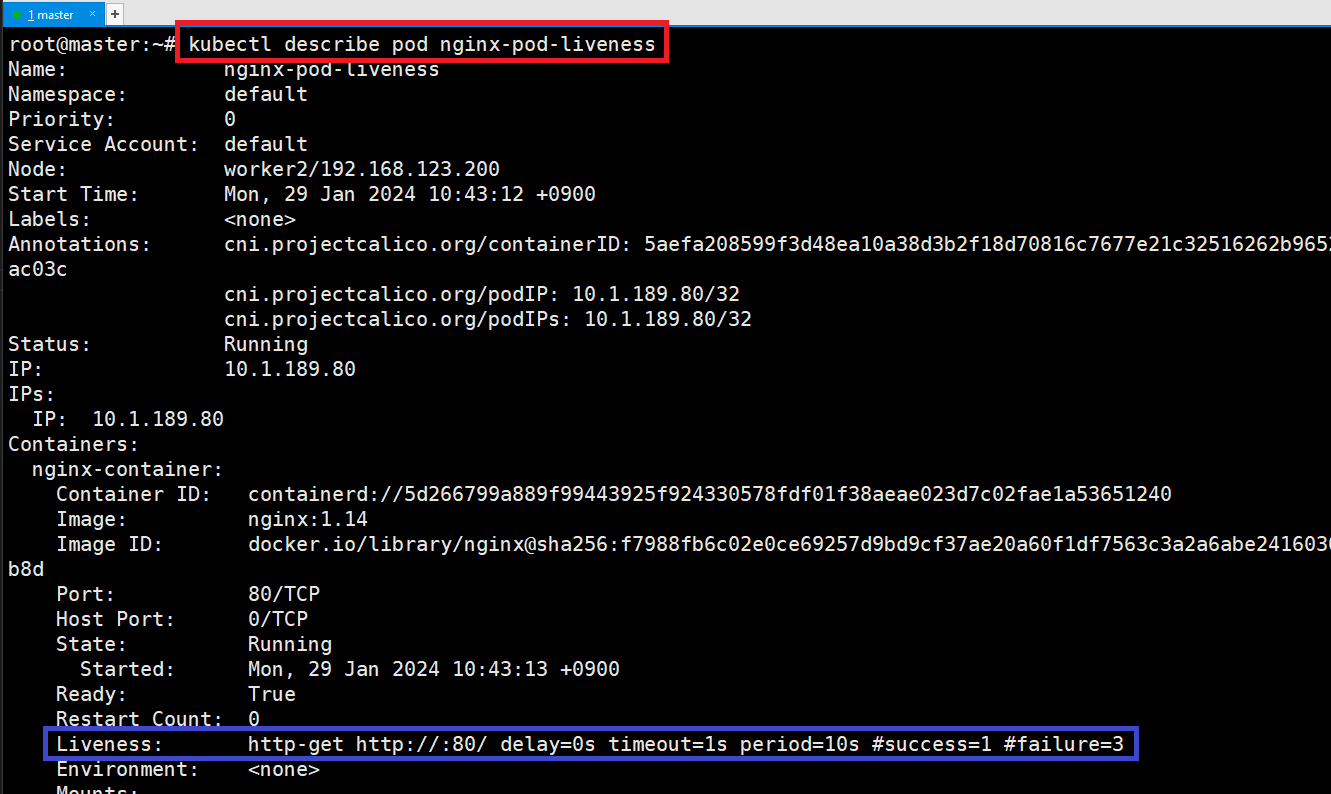 1 master × +
root@master:~# kubectl describe pod nginx-pod-liveness
Name: nginx-pod-liveness
Namespace: default
Priority: 0
Service Account: default
Node: worker2/192.168.123.200
Start Time: Mon, 29 Jan 2024 10:43:12 +0900
Labels: <none>
Annotations: cni.projectcalico.org/containerID: 5aefa208599f3d48ea10a38d3b2f18d70816c7677e21c32516262b9652
ac03c
cni.projectcalico.org/podIP: 10.1.189.80/32
cni.projectcalico.org/podIPs: 10.1.189.80/32
Status: Running
IP: 10.1.189.80
IPs:
IP: 10.1.189.80
Containers:
nginx-container:
Container ID: containerd://5d266799a889f99443925f924330578fdf01f38aeae023d7c02fae1a53651240
Image: nginx:1.14
Image ID: docker.io/library/nginx@sha256:f7988fb6c02e0ce69257d9bd9cf37ae20a60f1df7563c3a2a6abe2416036
b8d
Port: 80/TCP
Host Port: 0/TCP
State: Running
Started: Mon, 29 Jan 2024 10:43:13 +0900
Ready: True
Restart Count: 0
Liveness: http-get http://:80/ delay=0s timeout=1s period=10s #success=1 #failure=3
Environment: <none>
Mounts: